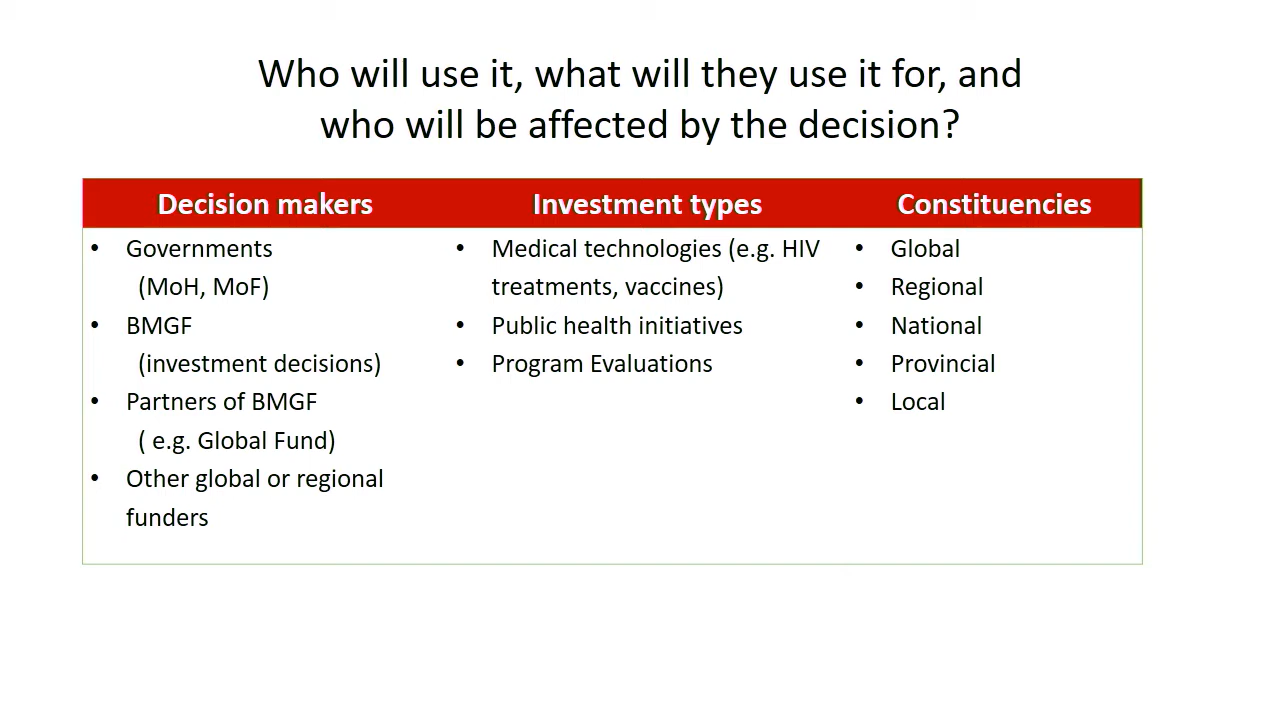 Who will use it, what will they use it for, and
who will be affected by the decision?
Decision makers
• Governments
(MoH, MoF)
• BMGF
(investment decisions)
• Partners of BMGF
( e.g. Global Fund)
• Other global or regional
funders
Investment types
• Medical technologies (e.g. HIV
treatments, vaccines)
• Public health initiatives
• Program Evaluations
Constituencies
• Global
• Regional
• National
• Provincial
• Local